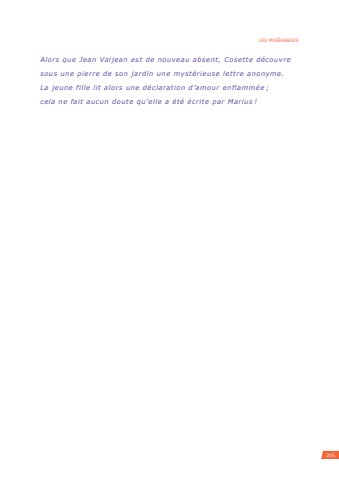 LES MISÉRABLES
Alors que Jean Valjean est de nouveau absent, Cosette découvre
sous une pierre de son jardin une mystérieuse lettre anonyme.
La jeune fille lit alors une déclaration d'amour enflammée ;
cela ne fait aucun doute qu'elle a été écrite par Marius !
205